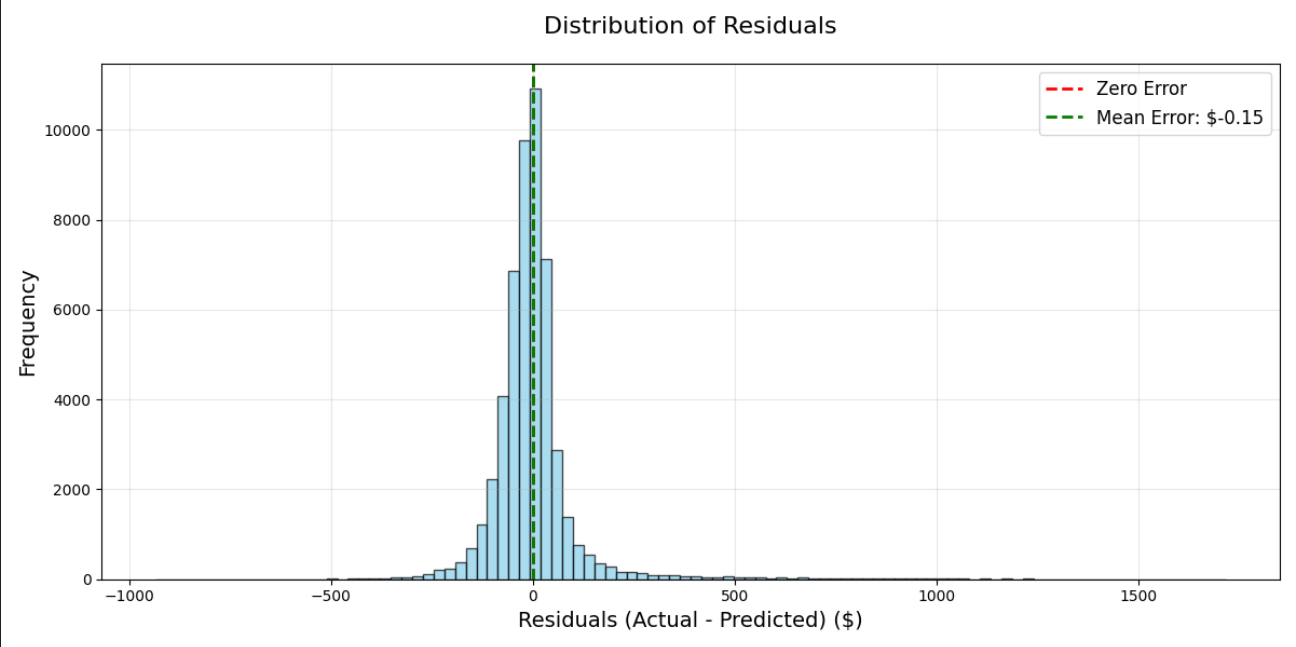 Distribution of Residuals
Zero Error
Mean Error: $-0.15
Frequency
10000
8000
6000
4000
2000
0
−1000
−500
0
500
1000
1500
Residuals (Actual - Predicted) ($)